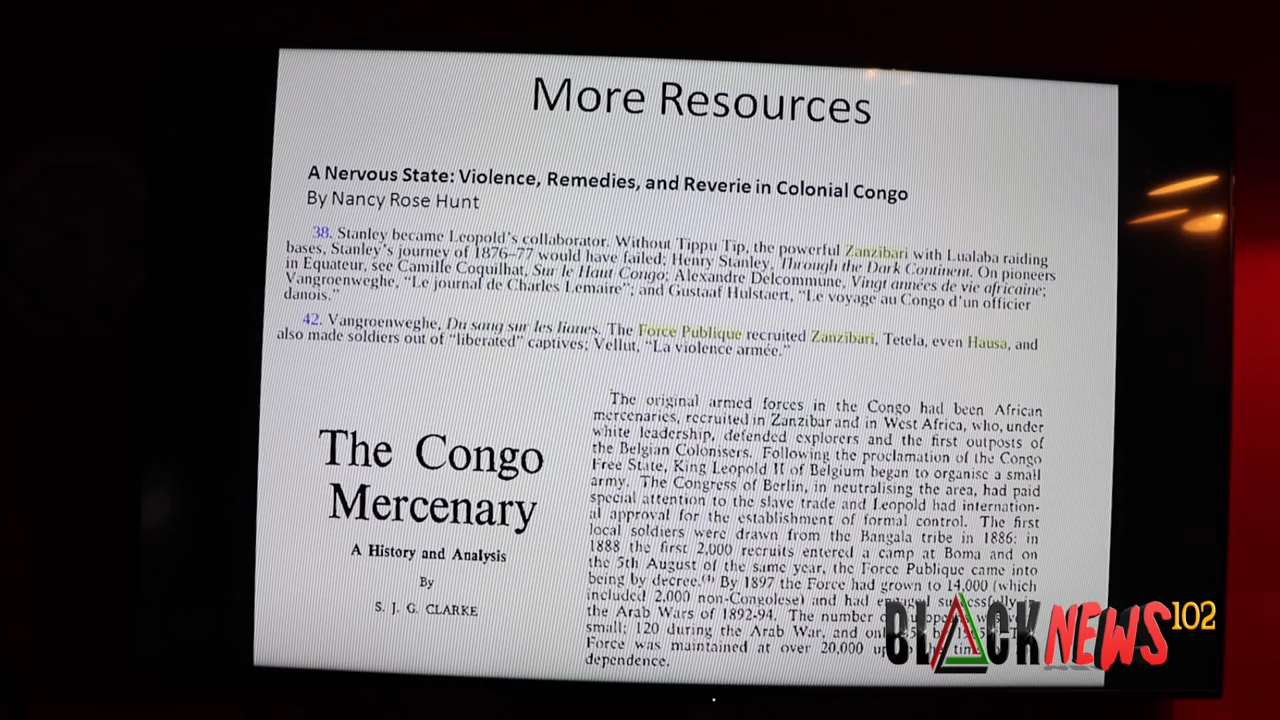 More Resources
A Nervous State: Violence, Remedies, and Reverie in Colonial Congo
By Nancy Rose Hunt
38. Stanley became Leopold's collaborator. Without Tippu Tip, the powerful Zanzibari with Lualaba raiding
bases, Stanley's journey of 1876–77 would have failed; Henry Stanley, Through the Dark Continent. On pioneers
in Equateur, see Camille Coquilhat, Sur le Haut Congo; Alexandre Delcommune, Vingt années de vie africaine;
Vangroenweghe, "Le journal de Charles Lemaire"; and Gustaaf Hulstaert, "Le voyage au Congo d'un officier
danois."
42. Vangroenweghe, Du sang sur les lianes. The Force Publique recruited Zanzibari, Tetela, even Hausa, and
also made soldiers out of "liberated" captives; Vellut, "La violence armée."
The Congo
Mercenary
A History and Analysis
By
S. J. G. CLARKE
The original armed forces in the Congo had been African
mercenaries, recruited in Zanzibar and in West Africa, who, under
white leadership, defended explorers and the first outposts of
the Belgian Colonisers. Following the proclamation of the Congo
Free State, King Leopold II of Belgium began to organise a small
army. The Congress of Berlin, in neutralising the area, had paid
special attention to the slave trade and Leopold had internation-
al approval for the establishment of formal control. The first
local soldiers were drawn from the Bangala tribe in 1886: in
1888 the first 2,000 recruits entered a camp at Boma and on
the 5th August of the same year, the Force Publique came into
being by decree. By 1897 the Force had grown to 14,000 (which
included 2,000 non-Congolese) and had
the Arab Wars of 1892-94. The number
small; 120 during the Arab War, and
Force was maintained at over 20,000
dependence.
BLACK NEWS 102